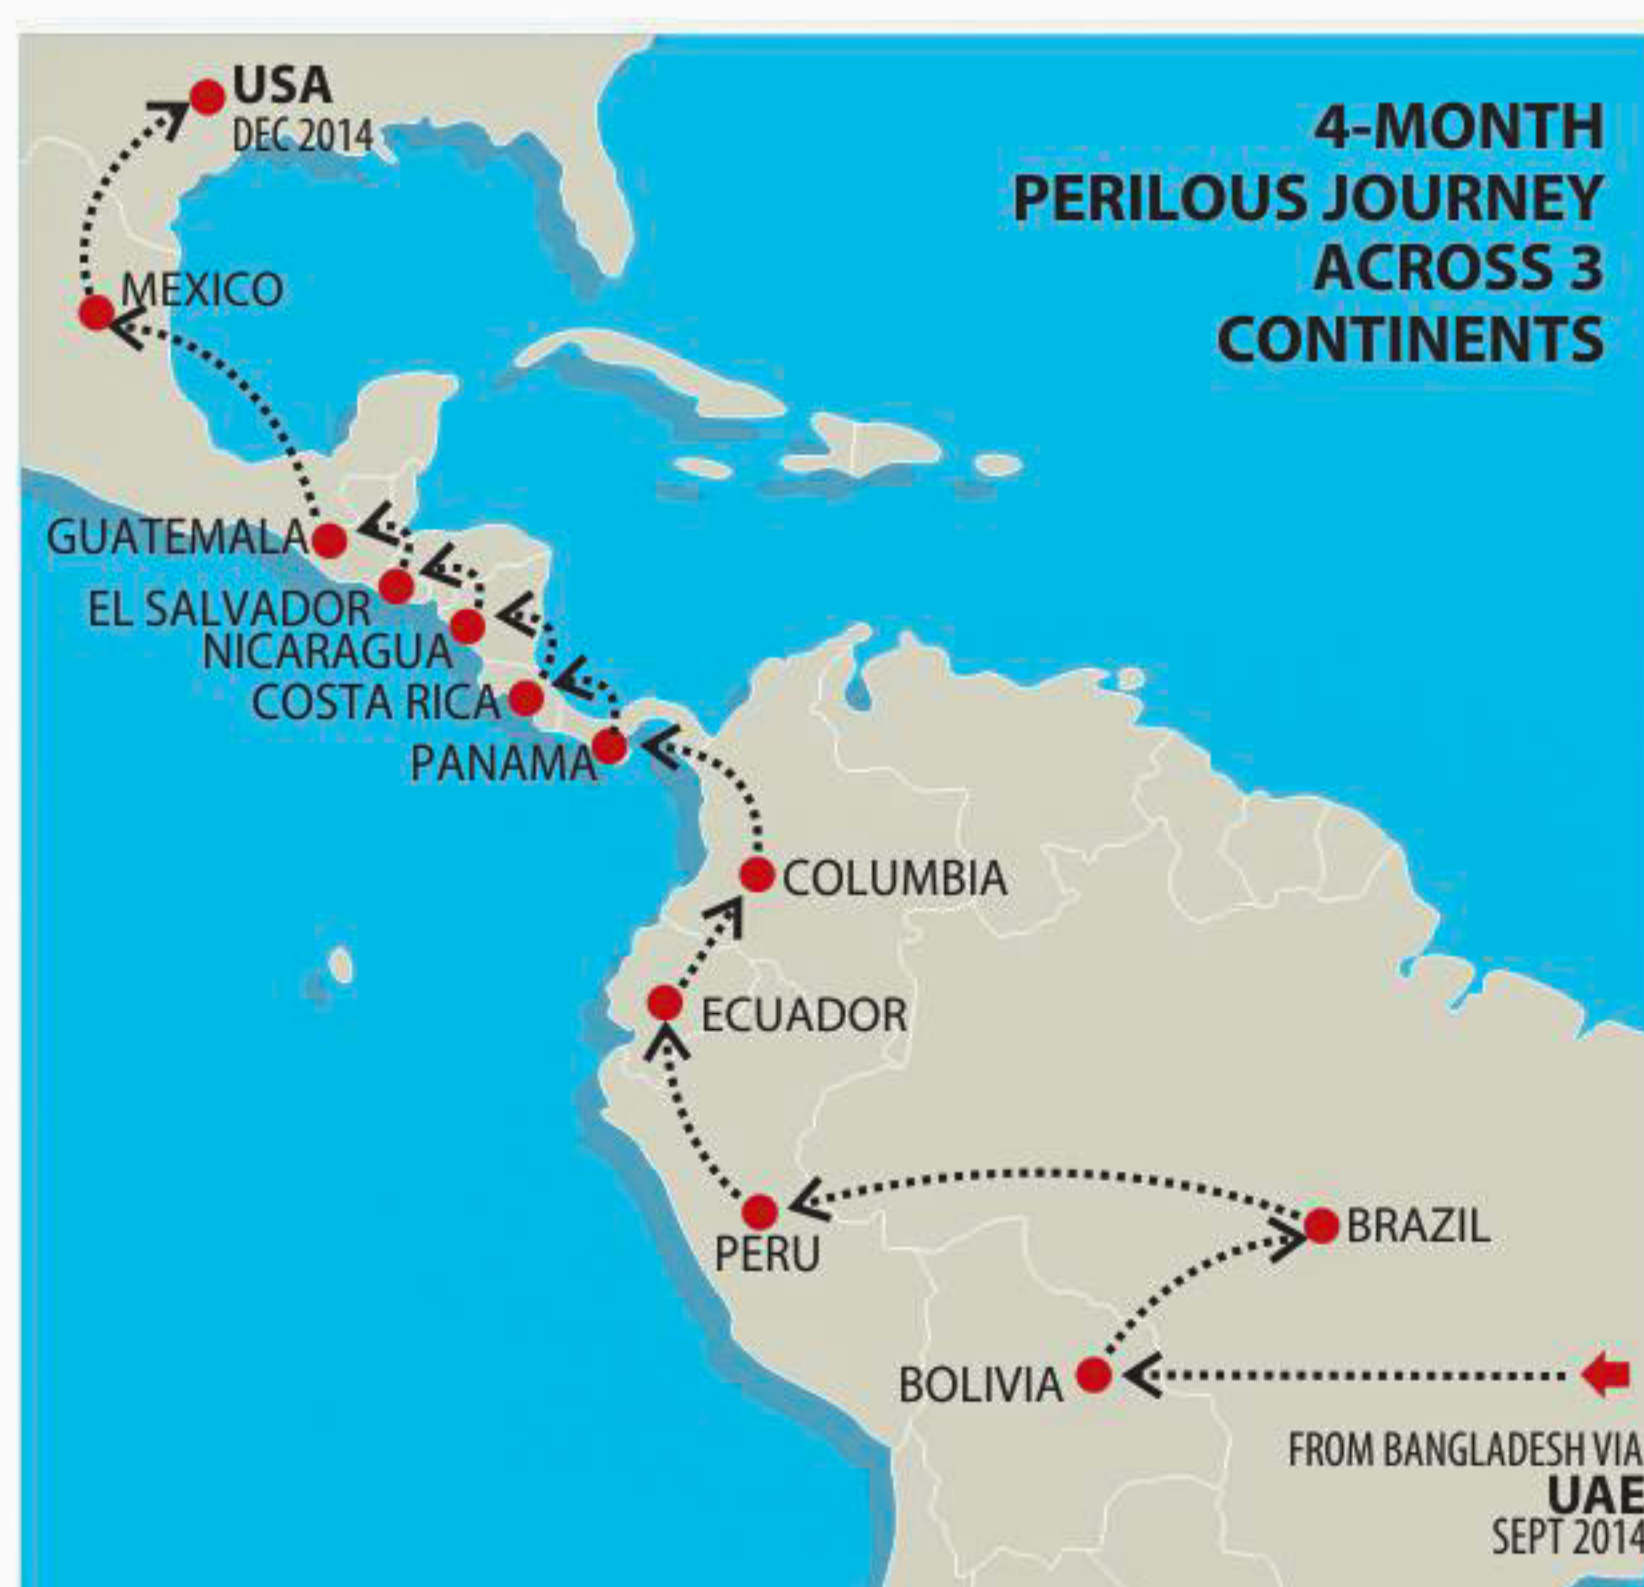 USA
DEC 2014
4-MONTH
PERILOUS JOURNEY
ACROSS 3
CONTINENTS
MEXICO
GUATEMALA
EL SALVADOR
NICARAGUA
COSTA RICA
PANAMA
COLUMBIA
ECUADOR
PERU
BRAZIL
BOLIVIA
FROM BANGLADESH VIA
UAE
SEPT 2014